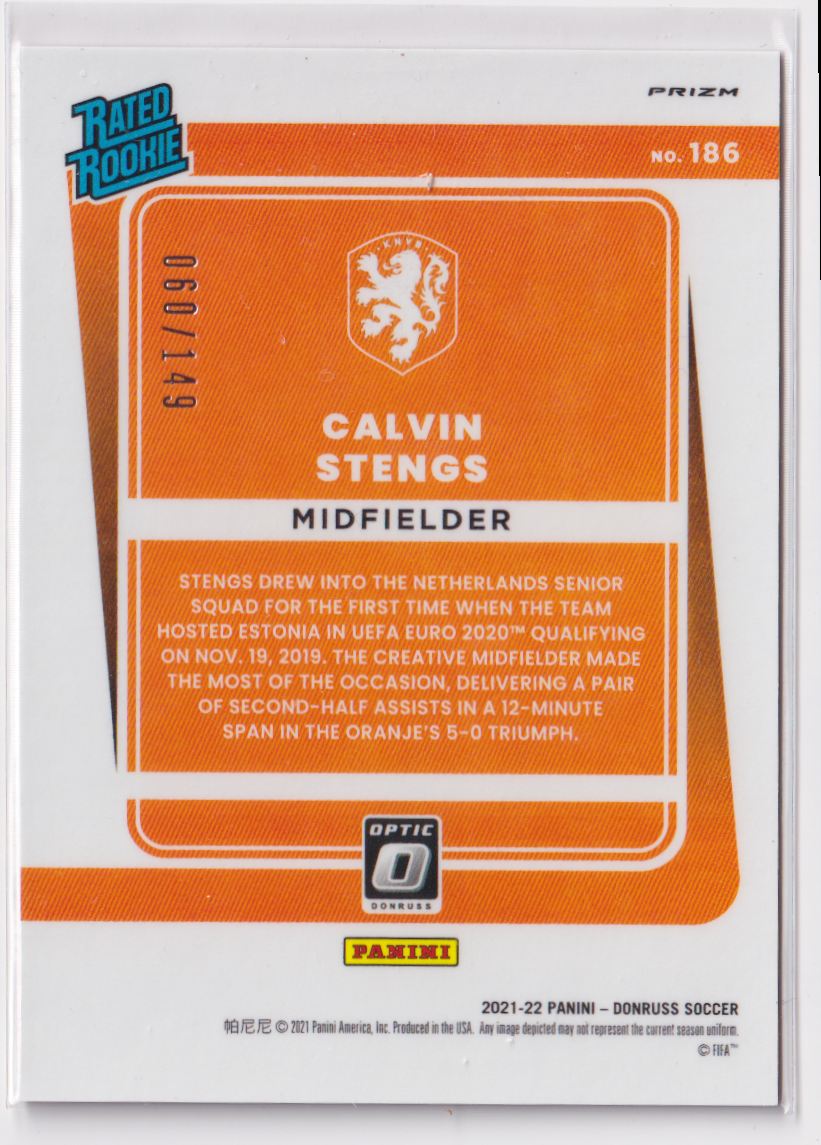 PRIZM
RATED
ROOKIE
NO. 186
KNVB
060/149
CALVIN
STENGS
MIDFIELDER
STENGS DREW INTO THE NETHERLANDS SENIOR
SQUAD FOR THE FIRST TIME WHEN THE TEAM
HOSTED ESTONIA IN UEFA EURO 2020™ QUALIFYING
ON NOV. 19, 2019. THE CREATIVE MIDFIELDER MADE
THE MOST OF THE OCCASION, DELIVERING A PAIR
OF SECOND-HALF ASSISTS IN A 12-MINUTE
SPAN IN THE ORANJE'S 5-0 TRIUMPH.
OPTIC
O
DONRUSS
PANINI
2021-22 PANINI – DONRUSS SOCCER
帕尼尼 © 2021 Panini America, Inc. Produced in the USA. Any image depicted may not represent the current season uniform.
© FIFA™